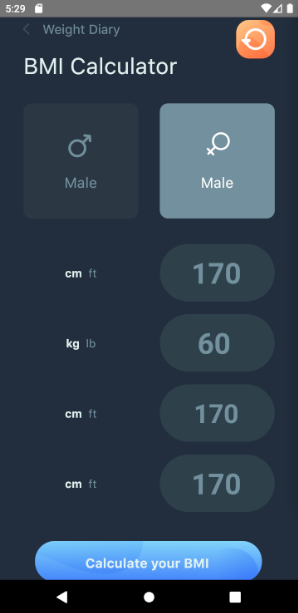 5:29
Weight Diary
BMI Calculator
Male
Male
cm ft 170
kg lb 60
cm ft 170
cm ft 170
Calculate your BMI